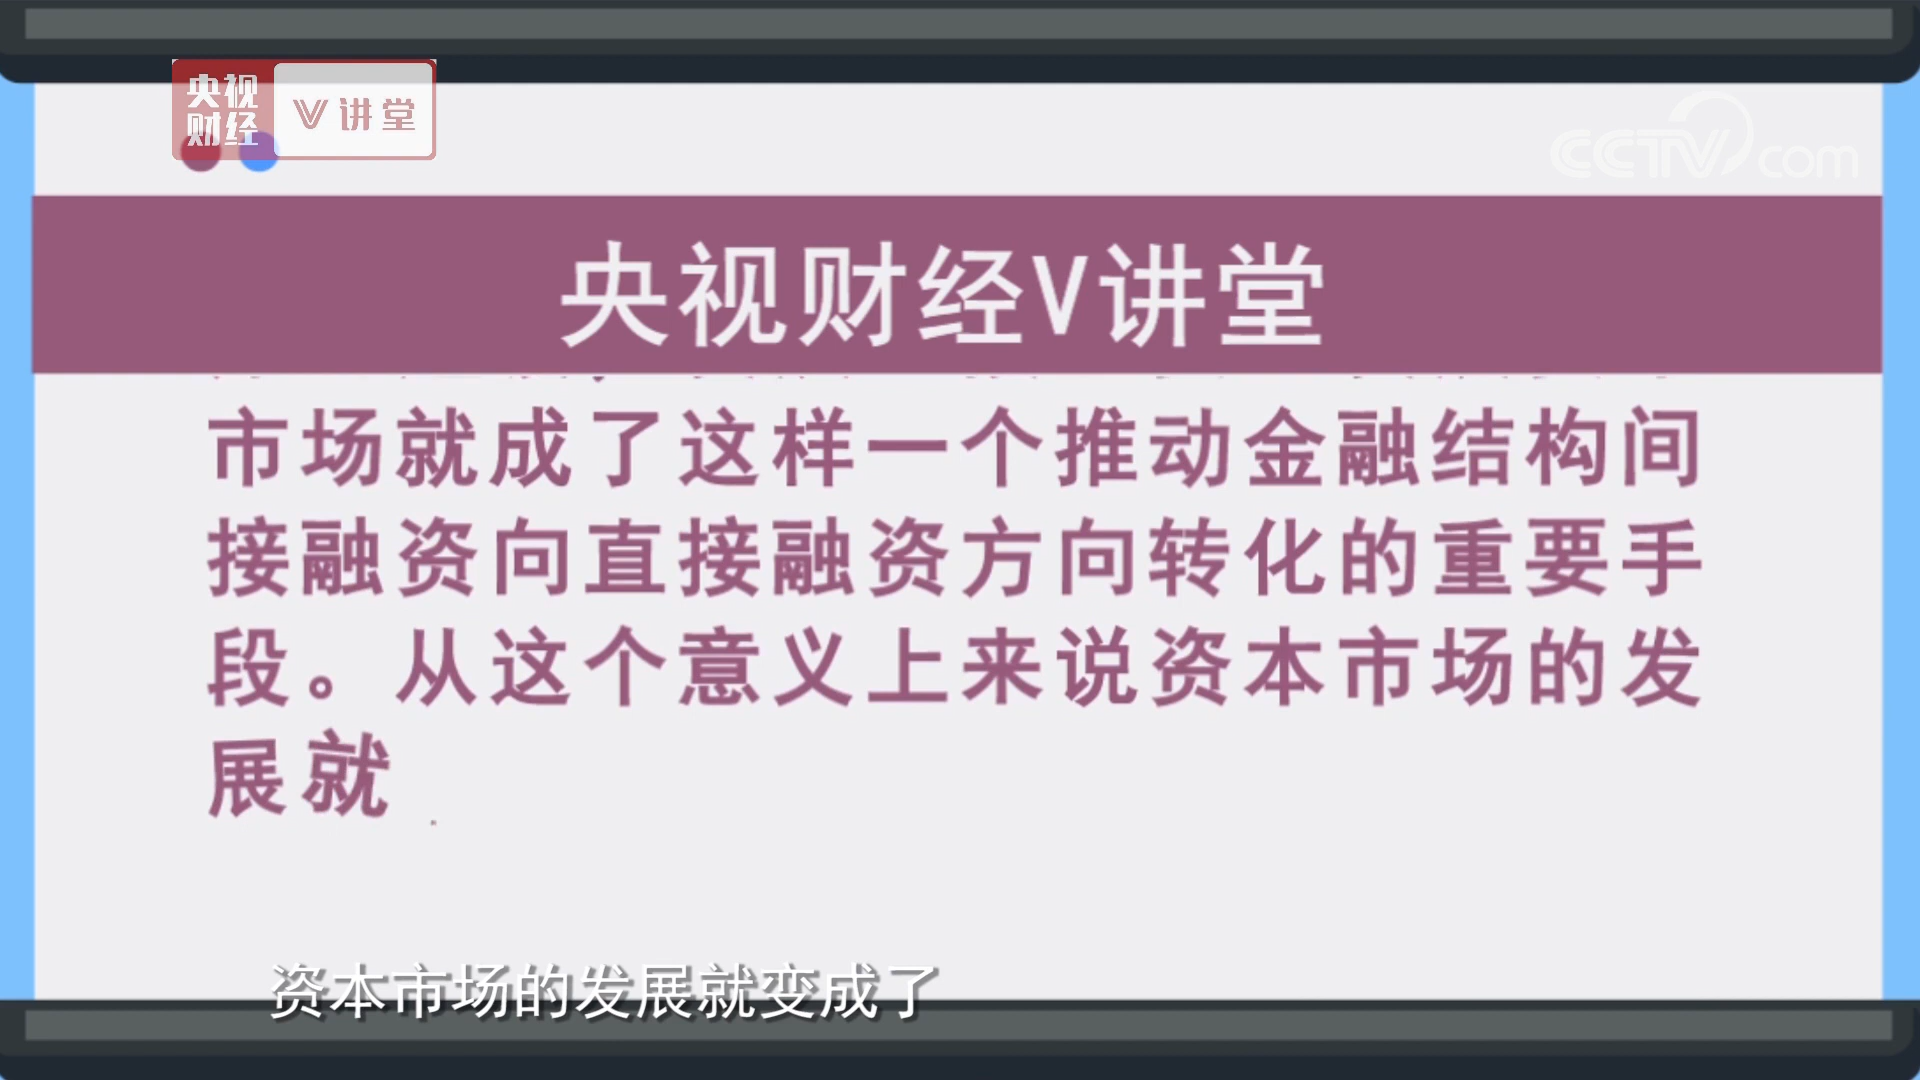 央视
财经
V讲堂
CCTV.com
央视财经V讲堂
市场就成了这样一个推动金融结构间
接融资向直接融资方向转化的重要手
段。从这个意义上来说资本市场的发
展就
资本市场的发展就变成了